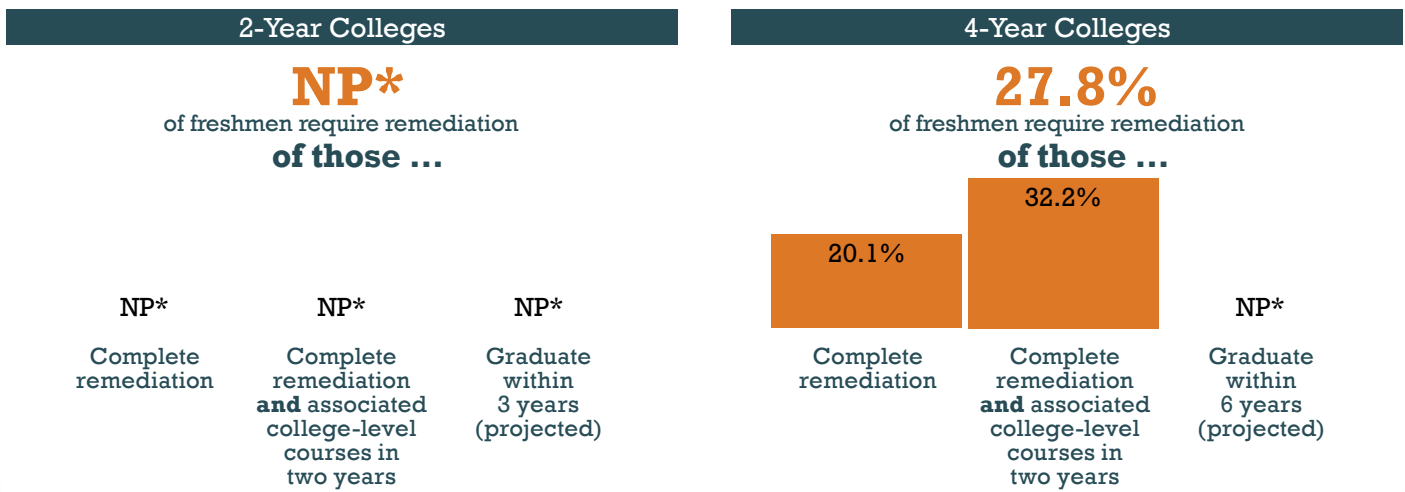 2-Year Colleges
NP*
of freshmen require remediation
of those ...
NP*
NP*
NP*
Complete
remediation
Complete
remediation
and associated
college-level
courses in
two years
Graduate
within
3 years
(projected)
4-Year Colleges
27.8%
of freshmen require remediation
of those ...
20.1%
32.2%
NP*
Complete
remediation
Complete
remediation
and associated
college-level
courses in
two years
Graduate
within
6 years
(projected)